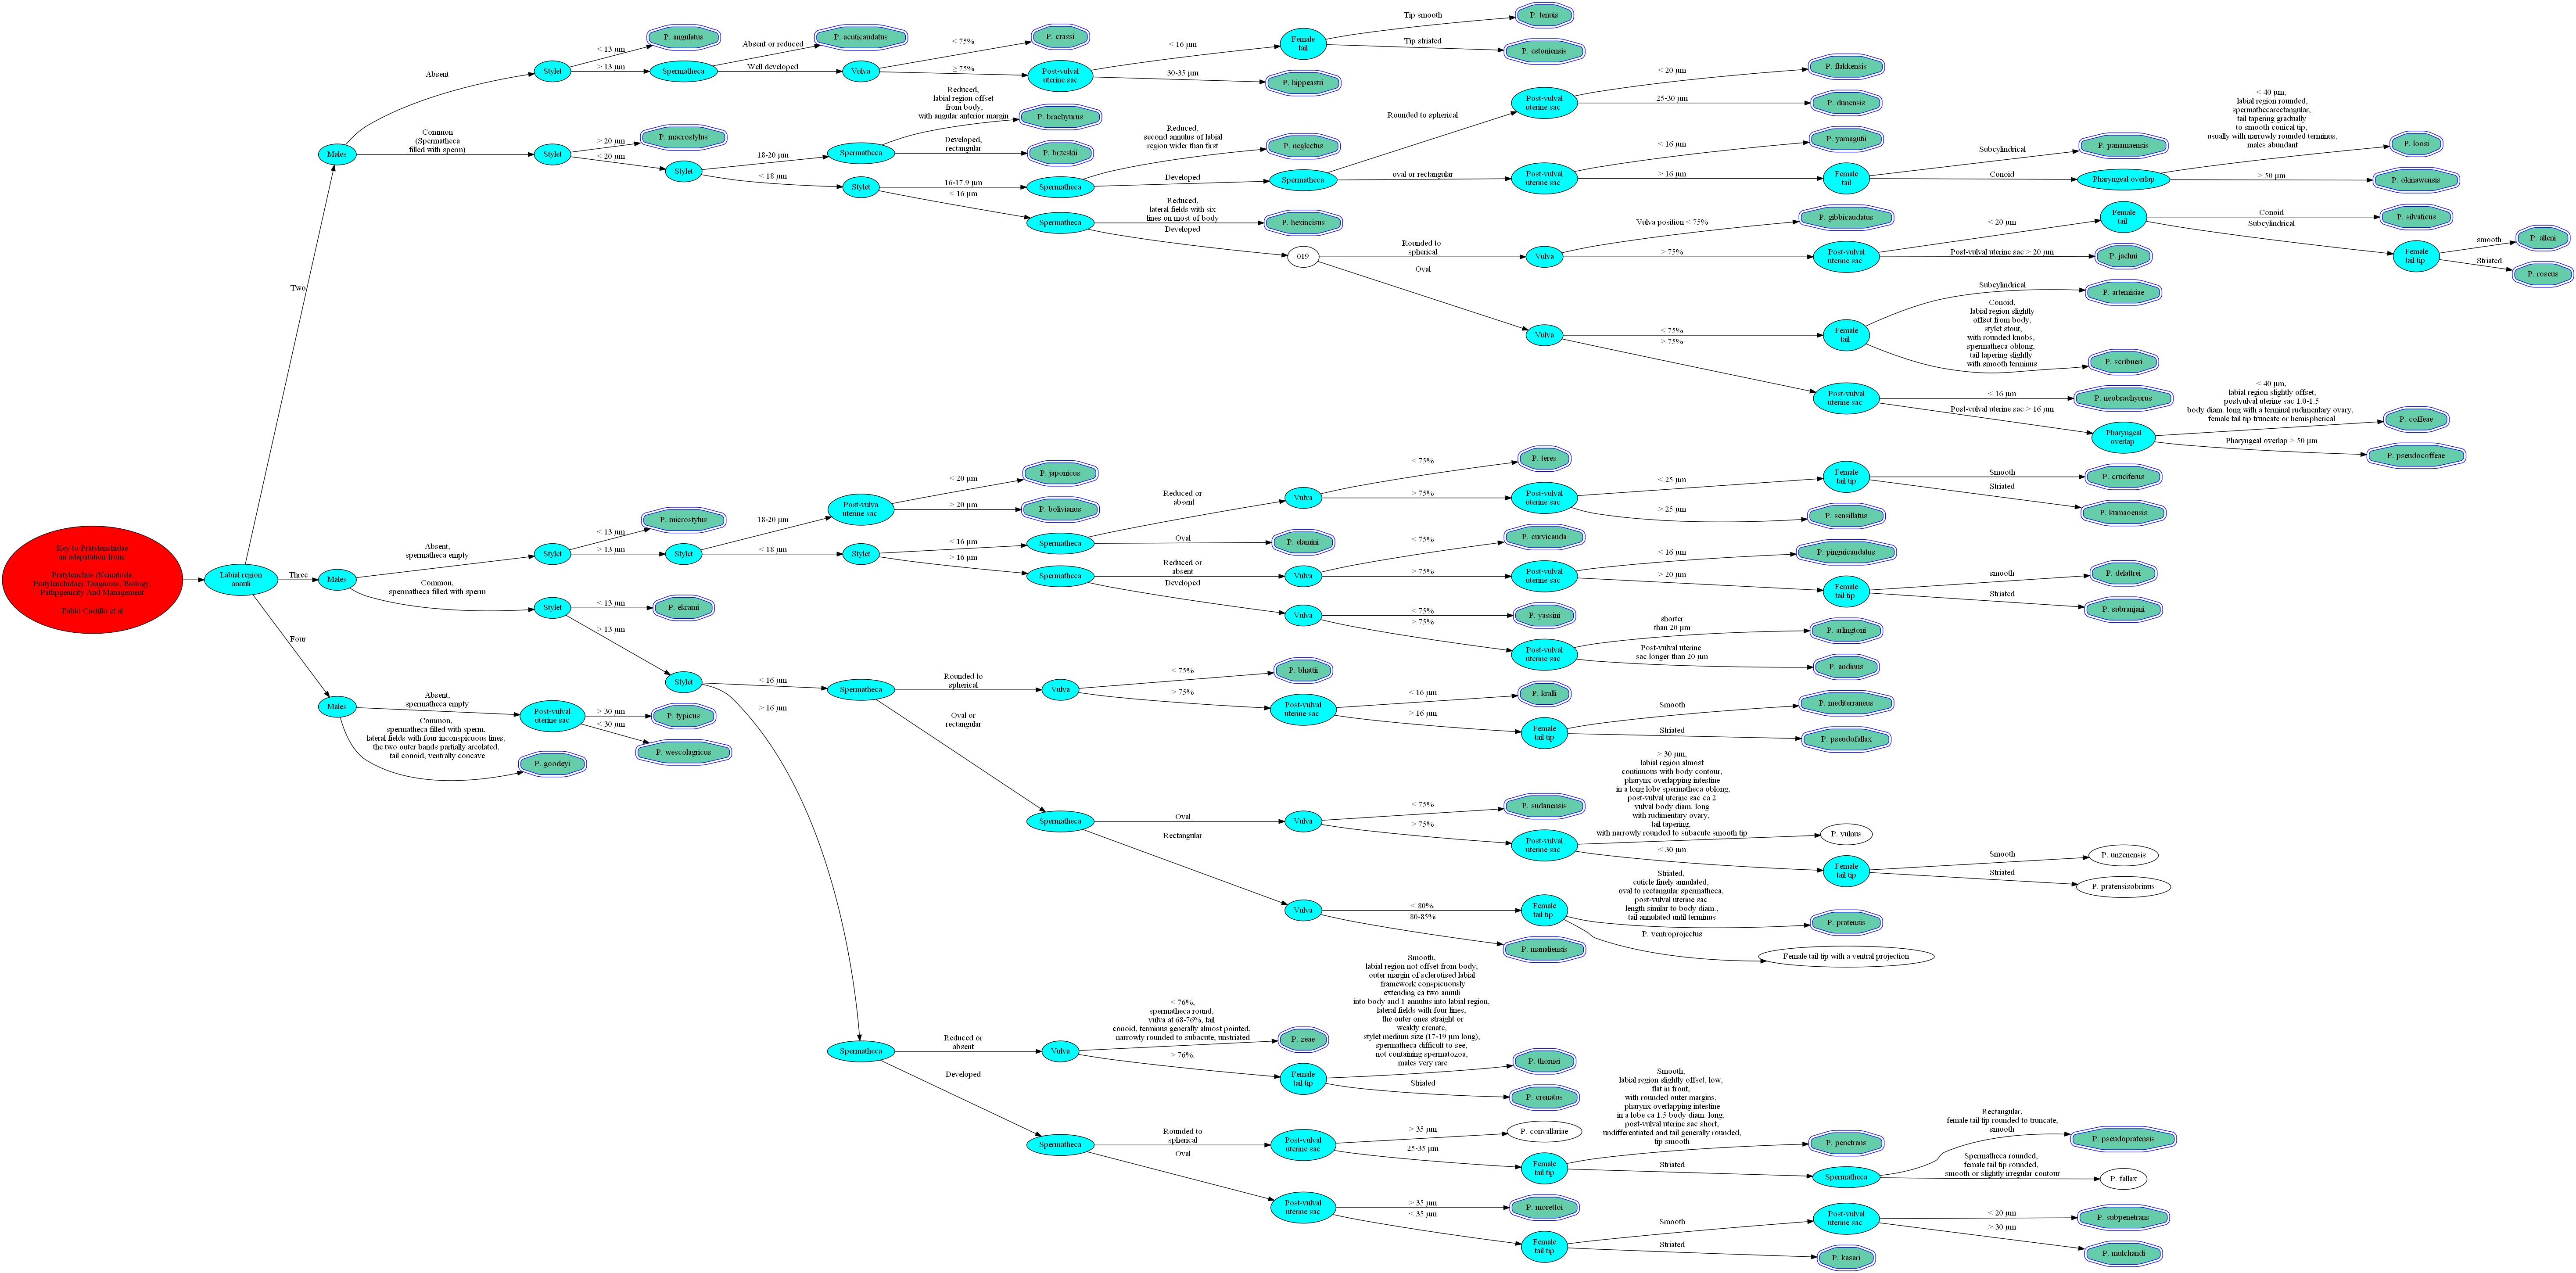 Key to Pratylenchidae
an adapatation from:
Pratylenchus (Nematoda:
Pratylenchidae): Diagnosis, Biology,
Pathogenicity And Management
Pablo Castillo et al.
Labial region
annuli
Two
Three
Four
Males
Absent
Common
(Spermatheca
filled with sperm)
Stylet
< 13 µm
> 13 µm
P. angulatus
Spermatheca
Absent or reduced
Well developed
P. acuticaudatus
Vulva
< 75%
≥ 75%
P. crassi
Post-vulval
uterine sac
< 16 µm
30-35 µm
Female
tail
P. hippeastri
Tip smooth
Tip striated
P. tenuis
P. estoniensis
Stylet
> 20 µm
< 20 µm
P. macrostylus
Stylet
18-20 µm
< 18 µm
Spermatheca
Reduced,
labial region offset
from body,
with angular anterior margin
Developed,
rectangular
P. brachyurus
P. brzeskii
Stylet
16-17.9 µm
< 16 µm
Spermatheca
Reduced,
second annulus of labial
region wider than first
Developed
P. neglectus
Spermatheca
Rounded to spherical
oval or rectangular
Post-vulval
uterine sac
< 20 µm
25-30 µm
P. flakkensis
P. dunensis
Post-vulval
uterine sac
< 16 µm
> 16 µm
P. yamagutii
Female
tail
Subcylindrical
Conoid
P. panamaensis
Pharyngeal overlap
< 40 µm,
labial region rounded,
spermathecarectangular,
tail tapering gradually
to smooth conical tip,
usually with narrowly rounded terminus,
males abundant
> 50 µm
P. loosi
P. okinawensis
Spermatheca
Reduced,
lateral fields with six
lines on most of body
Developed
P. hexincisus
019
Rounded to
spherical
Oval
Vulva
Vulva position < 75%
> 75%
P. gibbicaudatus
Post-vulval
uterine sac
< 20 µm
Post-vulval uterine sac > 20 µm
Female
tail
P. jaehni
Conoid
Subcylindrical
P. silvaticus
Female
tail tip
smooth
Striated
P. alleni
P. roseus
Vulva
< 75%
> 75%
Female
tail
Subcylindrical
Conoid,
labial region slightly
offset from body,
stylet stout,
with rounded knobs,
spermatheca oblong,
tail tapering slightly
with smooth terminus
P. artemisiae
P. scribneri
Post-vulval
uterine sac
< 16 µm
Post-vulval uterine sac > 16 µm
P. neobrachyurus
Pharyngeal
overlap
< 40 µm,
labial region slightly offset,
postvulval uterine sac 1.0-1.5
body diam. long with a terminal rudimentary ovary,
female tail tip truncate or hemispherical
Pharyngeal overlap > 50 µm
P. coffeae
P. pseudocoffeae
Males
Absent,
spermatheca empty
Common,
spermatheca filled with sperm
Stylet
< 13 µm
> 13 µm
P. microstylus
Stylet
18-20 µm
< 18 µm
Post-vulva
uterine sac
< 20 µm
> 20 µm
P. japonicus
P. bolivianus
Stylet
< 16 µm
> 16 µm
Spermatheca
Reduced or
absent
Oval
P. elamini
Vulva
< 75%
> 75%
P. teres
Post-vulval
uterine sac
< 25 µm
> 25 µm
Female
tail tip
Smooth
Striated
P. cruciferus
P. kumaoensis
P. sensillatus
Spermatheca
Reduced or
absent
Developed
Vulva
< 75%
> 75%
P. curvicauda
Post-vulval
uterine sac
< 16 µm
> 20 µm
P. pinguicaudatus
Female
tail tip
smooth
Striated
P. delattrei
P. subranjani
Vulva
< 75%
> 75%
P. yassini
Post-vulval
uterine sac
shorter
than 20 µm
Post-vulval uterine
sac longer than 20 µm
P. arlingtoni
P. andinus
Stylet
< 13 µm
> 13 µm
P. ekrami
Stylet
< 16 µm
> 16 µm
Spermatheca
Rounded to
spherical
Oval or
rectangular
Vulva
< 75%
> 75%
P. bhattii
Post-vulval
uterine sac
< 16 µm
> 16 µm
P. kralli
Female
tail tip
Smooth
Striated
P. mediterraneus
P. pseudofallax
Spermatheca
Oval
Rectangular
Vulva
< 75%
> 75%
P. sudanensis
Post-vulval
uterine sac
> 30 µm,
labial region almost
continuous with body contour,
pharynx overlapping intestine
in a long lobe spermatheca oblong,
post-vulval uterine sac ca 2
vulval body diam. long
with rudimentary ovary,
tail tapering,
with narrowly rounded to subacute smooth tip
< 30 µm
P. vulnus
Female
tail tip
Smooth
Striated
P. unzenensis
P. pratensisobrinus
Vulva
< 80%
80-85%
Female
tail tip
P. manaliensis
Striated,
cuticle finely annulated,
oval to rectangular spermatheca,
post-vulval uterine sac
length similar to body diam.,
tail annulated until terminus
P. ventroprojectus
P. pratensis
Female tail tip with a ventral projection
Spermatheca
Reduced or
absent
Developed
Vulva
< 76%,
spermatheca round,
vulva at 68-76%, tail
conoid, terminus generally almost pointed,
narrowly rounded to subacute, unstriated
> 76%
P. zeae
Female
tail tip
Smooth,
labial region not offset from body,
outer margin of sclerotised labial
framework conspicuously
extending ca two annuli
into body and 1 annulus into labial region,
lateral fields with four lines,
the outer ones straight or
weakly crenate,
stylet medium size (17-19 µm long),
spermatheca difficult to see,
not containing spermatozoa,
males very rare
Striated
P. thornei
P. crenatus
Spermatheca
Rounded to
spherical
Oval
Post-vulval
uterine sac
> 35 µm
25-35 µm
P. convallariae
Female
tail tip
Smooth,
labial region slightly offset, low,
flat in front,
with rounded outer margins,
pharynx overlapping intestine
in a lobe ca 1.5 body diam. long,
post-vulval uterine sac short,
undifferentiated and tail generally rounded,
tip smooth
Striated
P. penetrans
Spermatheca
Rectangular,
female tail tip rounded to truncate,
smooth
Spermatheca rounded,
female tail tip rounded,
smooth or slightly irregular contour
P. pseudopratensis
P. fallax
Post-vulval
uterine sac
> 35 µm
< 35 µm
P. morettoi
Female
tail tip
Smooth
Striated
Post-vulval
uterine sac
P. kasari
< 20 µm
> 30 µm
P. subpenetrans
P. mulchandi
Males
Absent,
spermatheca empty
Common,
spermatheca filled with sperm,
lateral fields with four inconspicuous lines,
the two outer bands partially areolated,
tail conoid, ventrally concave
Post-vulval
uterine sac
> 30 µm
< 30 µm
P. typicus
P. wescolagricus
P. goodeyi